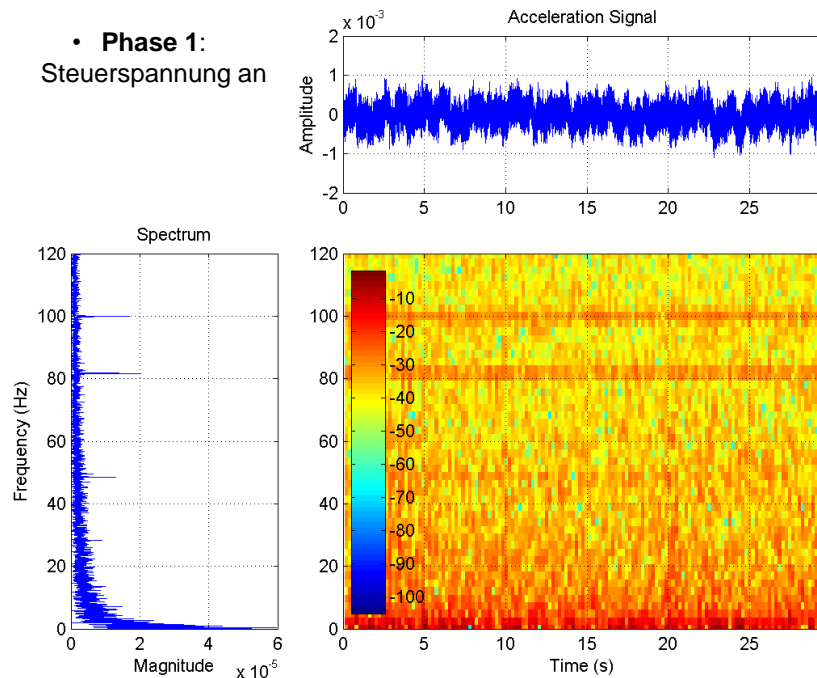 • Phase 1:
Steuerspannung an
Acceleration Signal
x 10-3
2
1
0
-1
-2
Amplitude
0 5 10 15 20 25
Spectrum
120
100
80
60
40
20
0
Frequency (Hz)
0 2 4 6
Magnitude x 10-5
120
100
80
60
40
20
0
-10
-20
-30
-40
-50
-60
-70
-80
-90
-100
0 5 10 15 20 25
Time (s)